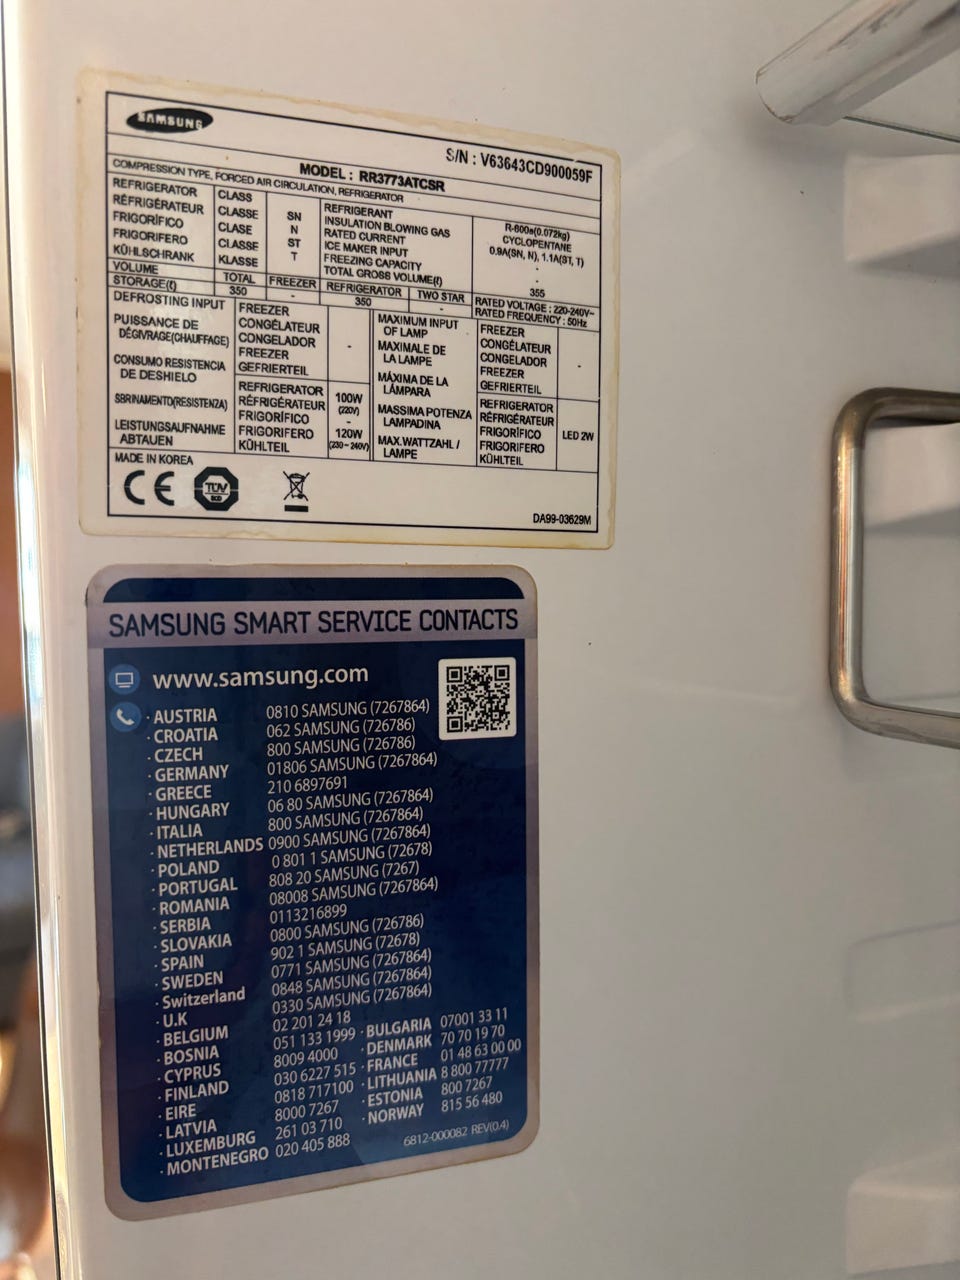 SAMSUNG
S/N : V63643CD900059F
MODEL : RR3773ATCSR
COMPRESSION TYPE, FORCED AIR CIRCULATION, REFRIGERATOR
REFRIGERATOR CLASS
RÉFRIGÉRATEUR CLASSE
FRIGORÍFICO CLASE
FRIGORIFERO CLASSE
KÜHLSCHRANK KLASSE
SN
N
ST
T
REFRIGERANT R-600a(0.072kg)
INSULATION BLOWING GAS CYCLOPENTANE
RATED CURRENT 0.9A(SN, N), 1.1A(ST, T)
ICE MAKER INPUT -
FREEZING CAPACITY -
TOTAL GROSS VOLUME(ℓ) 355
VOLUME TOTAL FREEZER REFRIGERATOR TWO STAR
STORAGE(ℓ) 350 - 350 -
RATED VOLTAGE : 220-240V~
RATED FREQUENCY : 50Hz
DEFROSTING INPUT
PUISSANCE DE
DÉGIVRAGE(CHAUFFAGE)
CONSUMO RESISTENCIA
DE DESHIELO
SBRINAMENTO(RESISTENZA)
LEISTUNGSAUFNAHME
ABTAUEN
FREEZER
CONGÉLATEUR
CONGELADOR
FREEZER
GEFRIERTEIL
-
REFRIGERATOR
RÉFRIGÉRATEUR
FRIGORÍFICO
FRIGORIFERO
KÜHLTEIL
100W
(220V)
-
120W
(230~240V)
MAXIMUM INPUT
OF LAMP
MAXIMALE DE
LA LAMPE
MÁXIMA DE LA
LÁMPARA
MASSIMA POTENZA
LAMPADINA
MAX.WATTZAHL /
LAMPE
FREEZER
CONGÉLATEUR
CONGELADOR
FREEZER
GEFRIERTEIL
-
REFRIGERATOR
RÉFRIGÉRATEUR
FRIGORÍFICO
FRIGORIFERO
KÜHLTEIL
LED 2W
MADE IN KOREA
CE
TÜV
SÜD
DA99-03629M
SAMSUNG SMART SERVICE CONTACTS
www.samsung.com
· AUSTRIA 0810 SAMSUNG (7267864)
· CROATIA 062 SAMSUNG (726786)
· CZECH 800 SAMSUNG (726786)
· GERMANY 01806 SAMSUNG (7267864)
· GREECE 210 6897691
· HUNGARY 06 80 SAMSUNG (7267864)
· ITALIA 800 SAMSUNG (7267864)
· NETHERLANDS 0900 SAMSUNG (7267864)
· POLAND 0 801 1 SAMSUNG (72678)
· PORTUGAL 808 20 SAMSUNG (7267)
· ROMANIA 08008 SAMSUNG (7267864)
· SERBIA 0113216899
· SLOVAKIA 0800 SAMSUNG (726786)
· SPAIN 902 1 SAMSUNG (72678)
· SWEDEN 0771 SAMSUNG (7267864)
· Switzerland 0848 SAMSUNG (7267864)
· U.K 0330 SAMSUNG (7267864)
· BELGIUM 02 201 24 18
· BOSNIA 051 133 1999
· CYPRUS 8009 4000
· FINLAND 030 6227 515
· EIRE 0818 717100
· LATVIA 8000 7267
· LUXEMBURG 261 03 710
· MONTENEGRO 020 405 888
· BULGARIA 07001 33 11
· DENMARK 70 70 19 70
· FRANCE 01 48 63 00 00
· LITHUANIA 8 800 77777
· ESTONIA 800 7267
· NORWAY 815 56 480
6812-000082 REV(0.4)